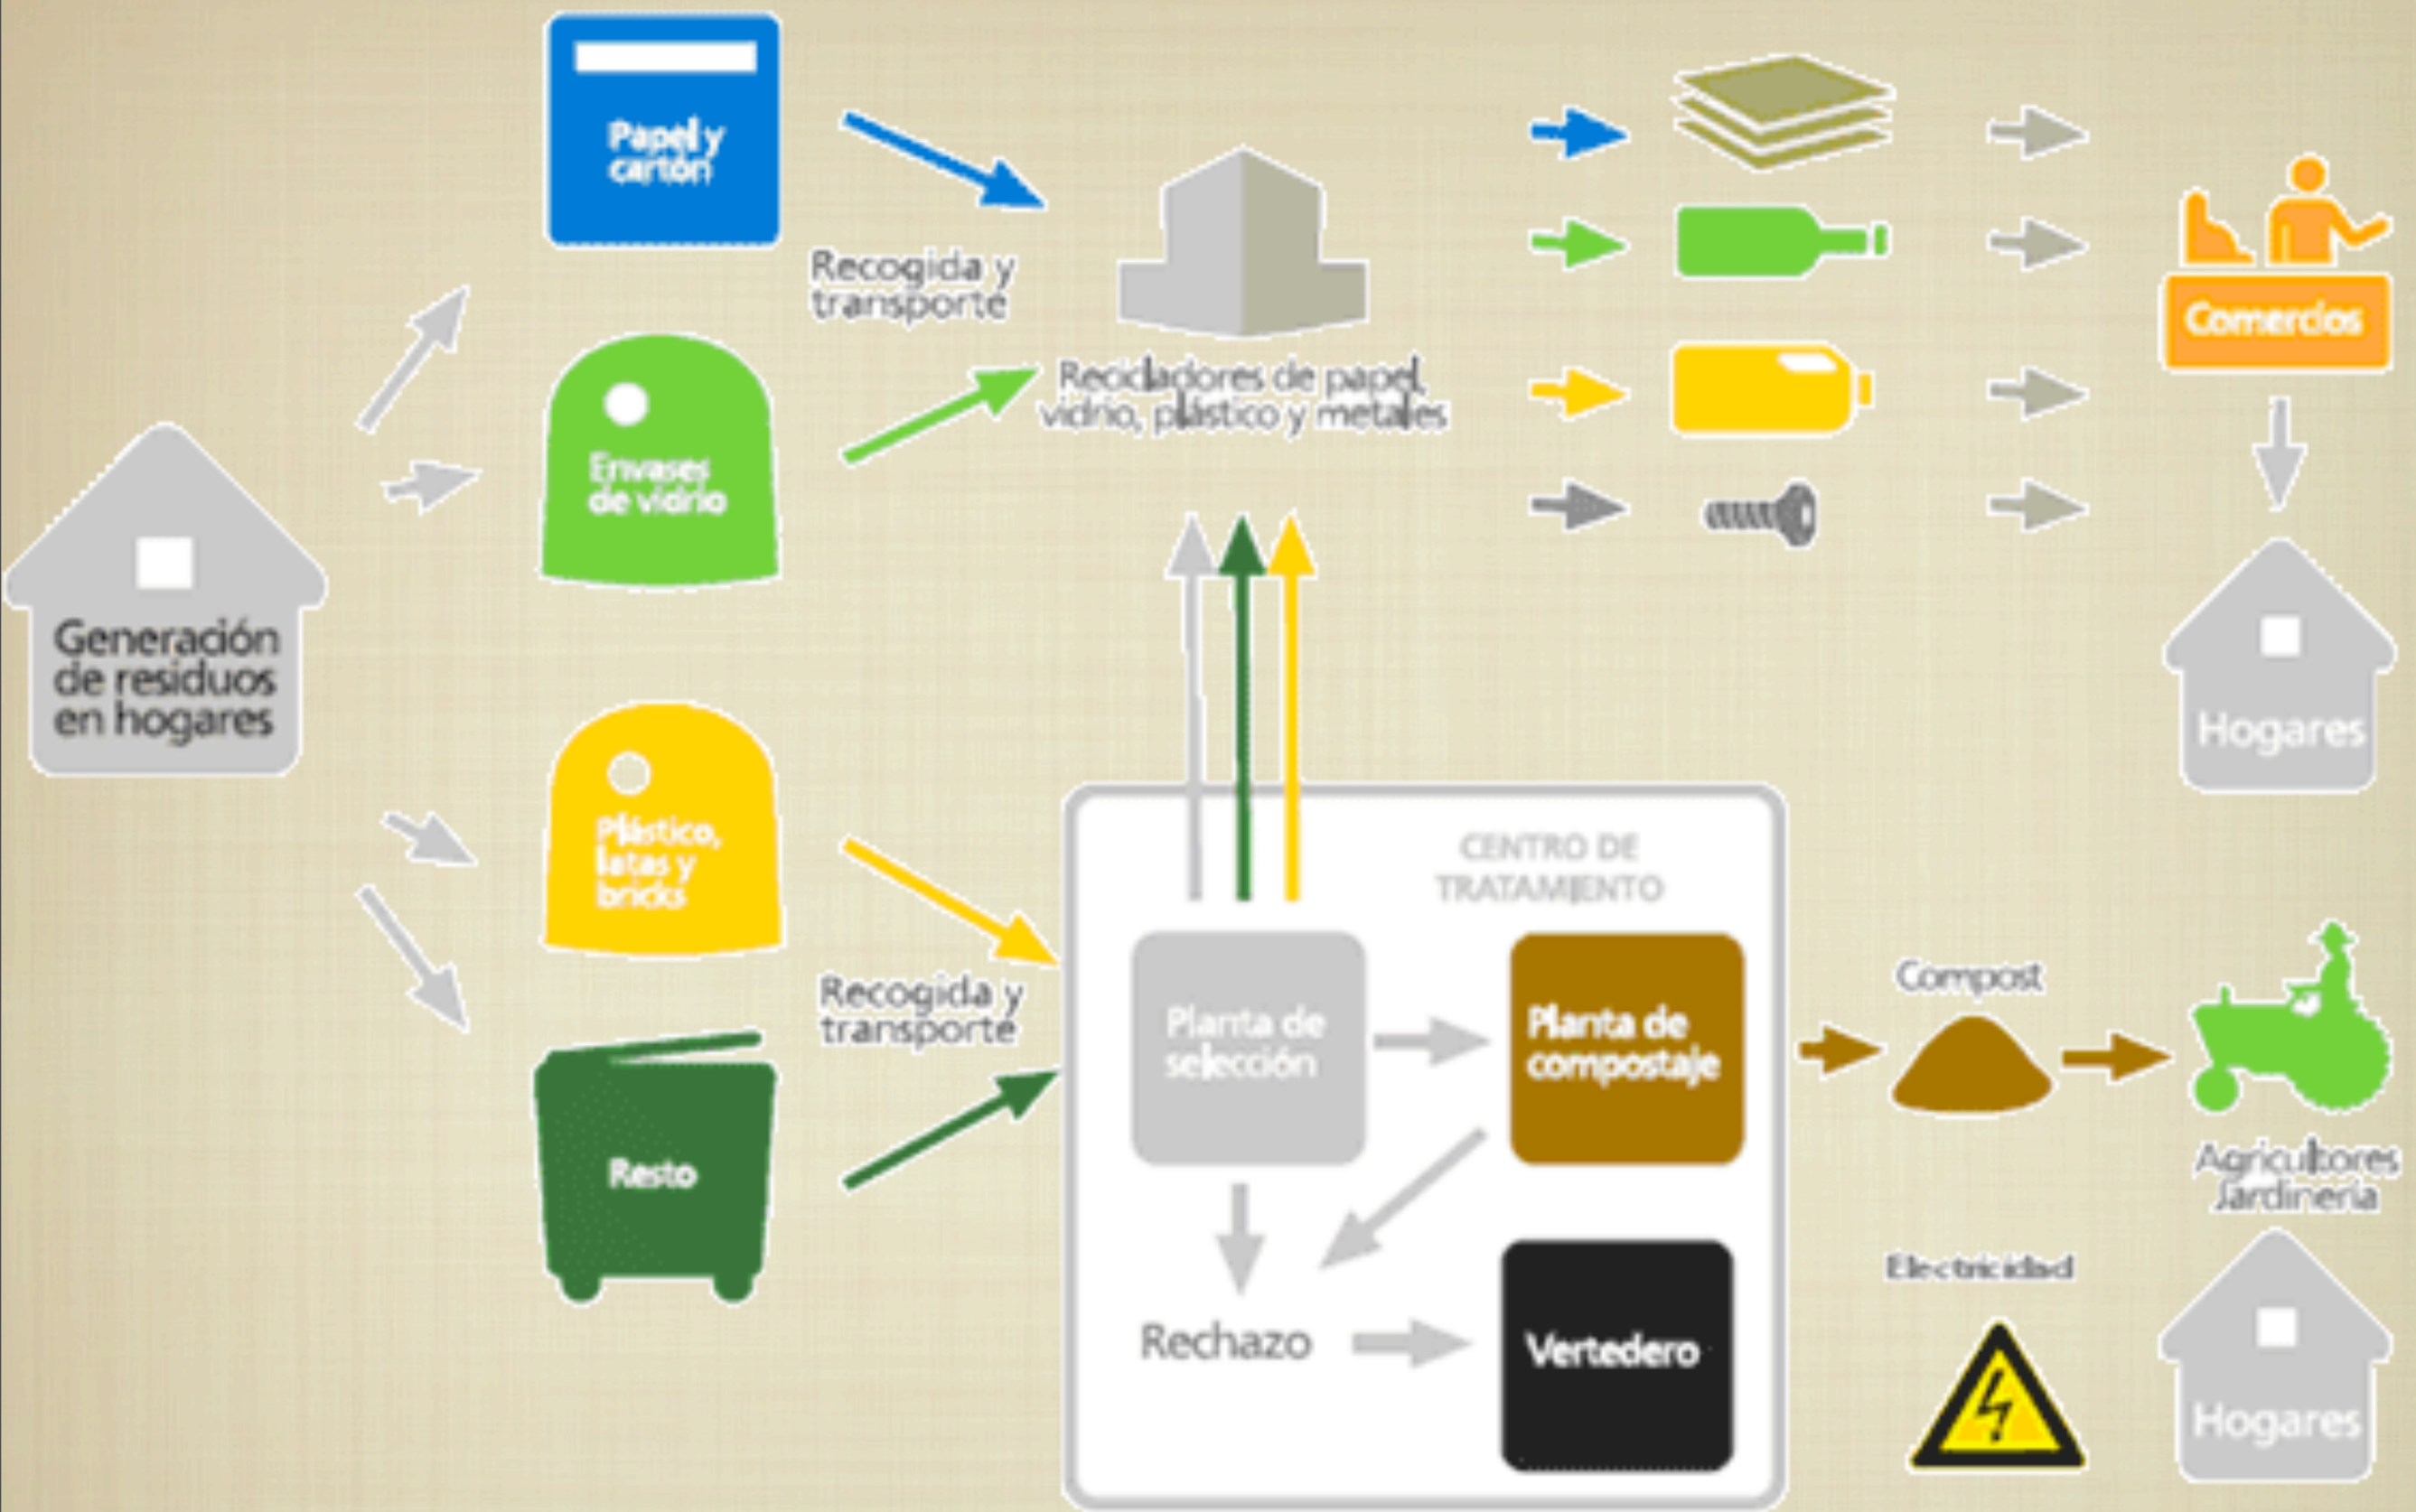 Papel y
cartón
Recogida y
transporte
Envases
de vidrio
Recicladores de papel,
vidrio, plástico y metales
Comercios
Generación
de residuos
en hogares
Hogares
Plástico,
latas y
bricks
Recogida y
transporte
Resto
CENTRO DE
TRATAMIENTO
Planta de
selección
Planta de
compostaje
Rechazo
Vertedero
Compost
Agricultores
Jardinería
Electricidad
Hogares